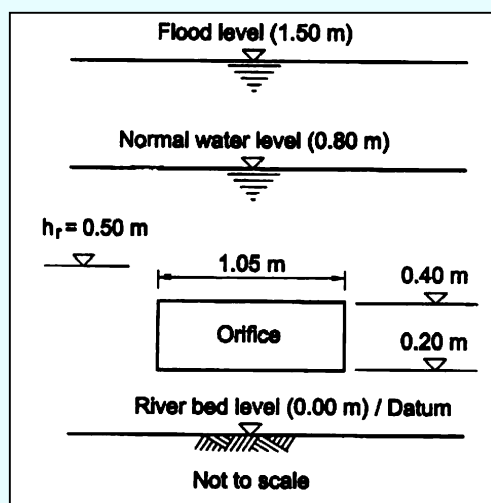 Flood level (1.50 m)
Normal water level (0.80 m)
hr = 0.50 m
1.05 m
0.40 m
Orifice
0.20 m
River bed level (0.00 m) / Datum
Not to scale